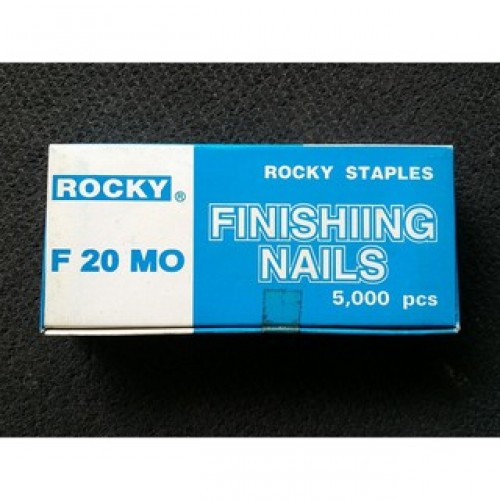 ROCKY®
F 20 MO
ROCKY STAPLES
FINISHIING
NAILS
5,000 pcs